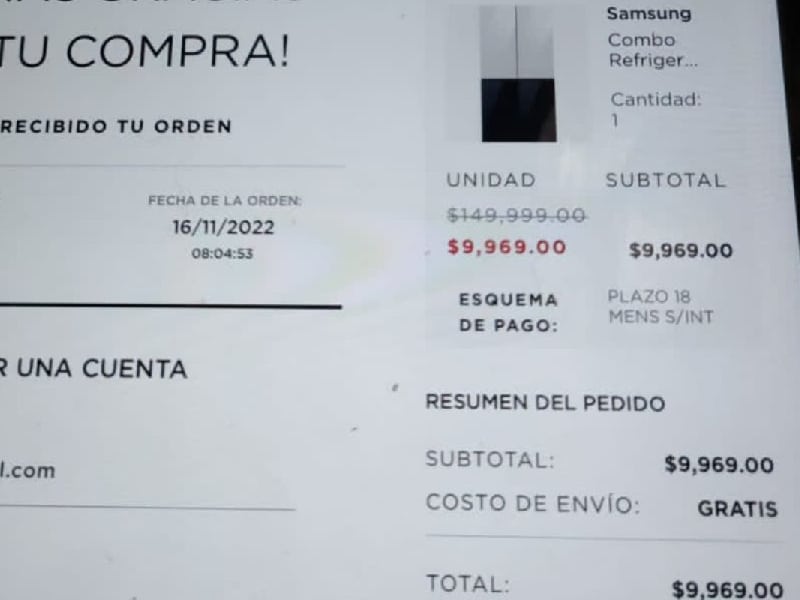 TU COMPRA!
RECIBIDO TU ORDEN
FECHA DE LA ORDEN:
16/11/2022
08:04:53
UNA CUENTA
l.com
Samsung
Combo
Refriger...
Cantidad:
1
UNIDAD SUBTOTAL
$149,999.00
$9,969.00 $9,969.00
ESQUEMA DE PAGO: PLAZO 18 MENS S/INT
RESUMEN DEL PEDIDO
SUBTOTAL: $9,969.00
COSTO DE ENVÍO: GRATIS
TOTAL: $9,969.00